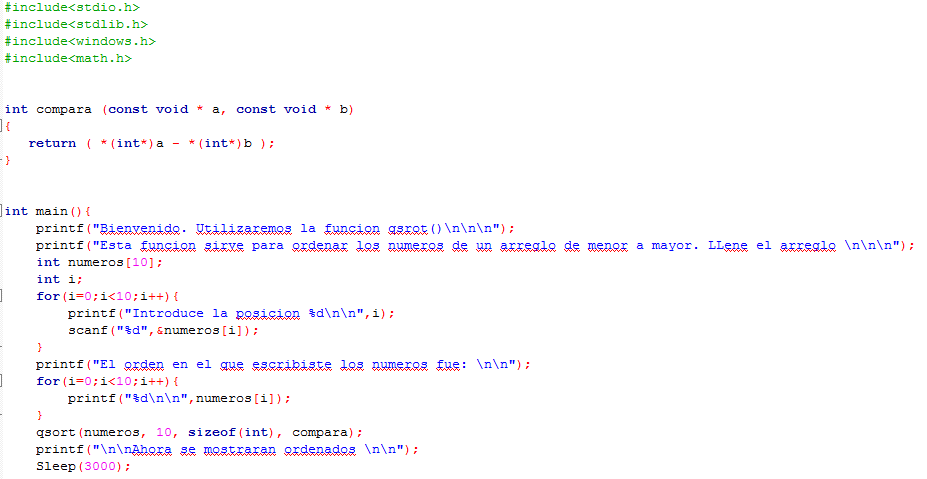 #include<stdio.h>
#include<stdlib.h>
#include<windows.h>
#include<math.h>
int compara (const void * a, const void * b)
{
return ( *(int*)a - *(int*)b );
}
int main(){
printf("Bienvenido. Utilizaremos la funcion qsrot()\n\n\n");
printf("Esta funcion sirve para ordenar los numeros de un arreglo de menor a mayor. LLene el arreglo \n\n\n");
int numeros[10];
int i;
for(i=0;i<10;i++){
printf("Introduce la posicion %d\n\n",i);
scanf("%d",&numeros[i]);
}
printf("El orden en el que escribiste los numeros fue: \n\n");
for(i=0;i<10;i++){
printf("%d\n\n",numeros[i]);
}
qsort(numeros, 10, sizeof(int), compara);
printf("\n\nAhora se mostraran ordenados \n\n");
Sleep(3000);